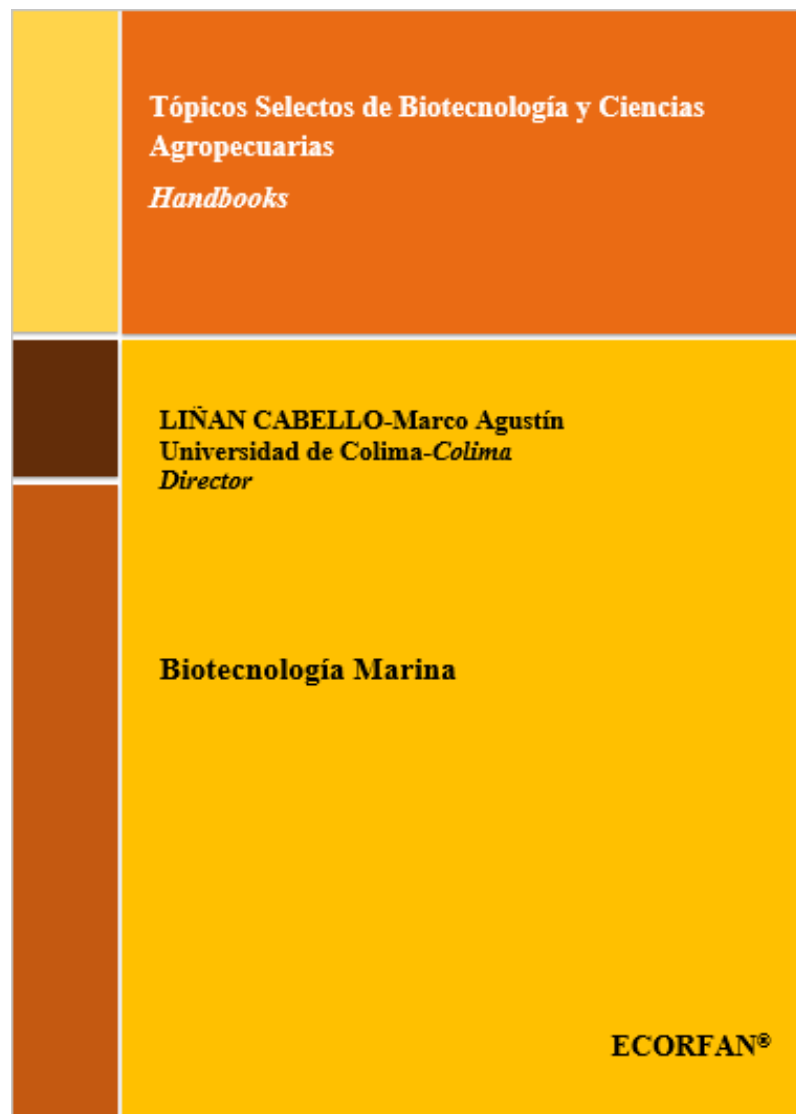 Tópicos Selectos de Biotecnología y Ciencias
Agropecuarias
Handbooks
LIÑAN CABELLO-Marco Agustín
Universidad de Colima-Colima
Director
Biotecnología Marina
ECORFAN®